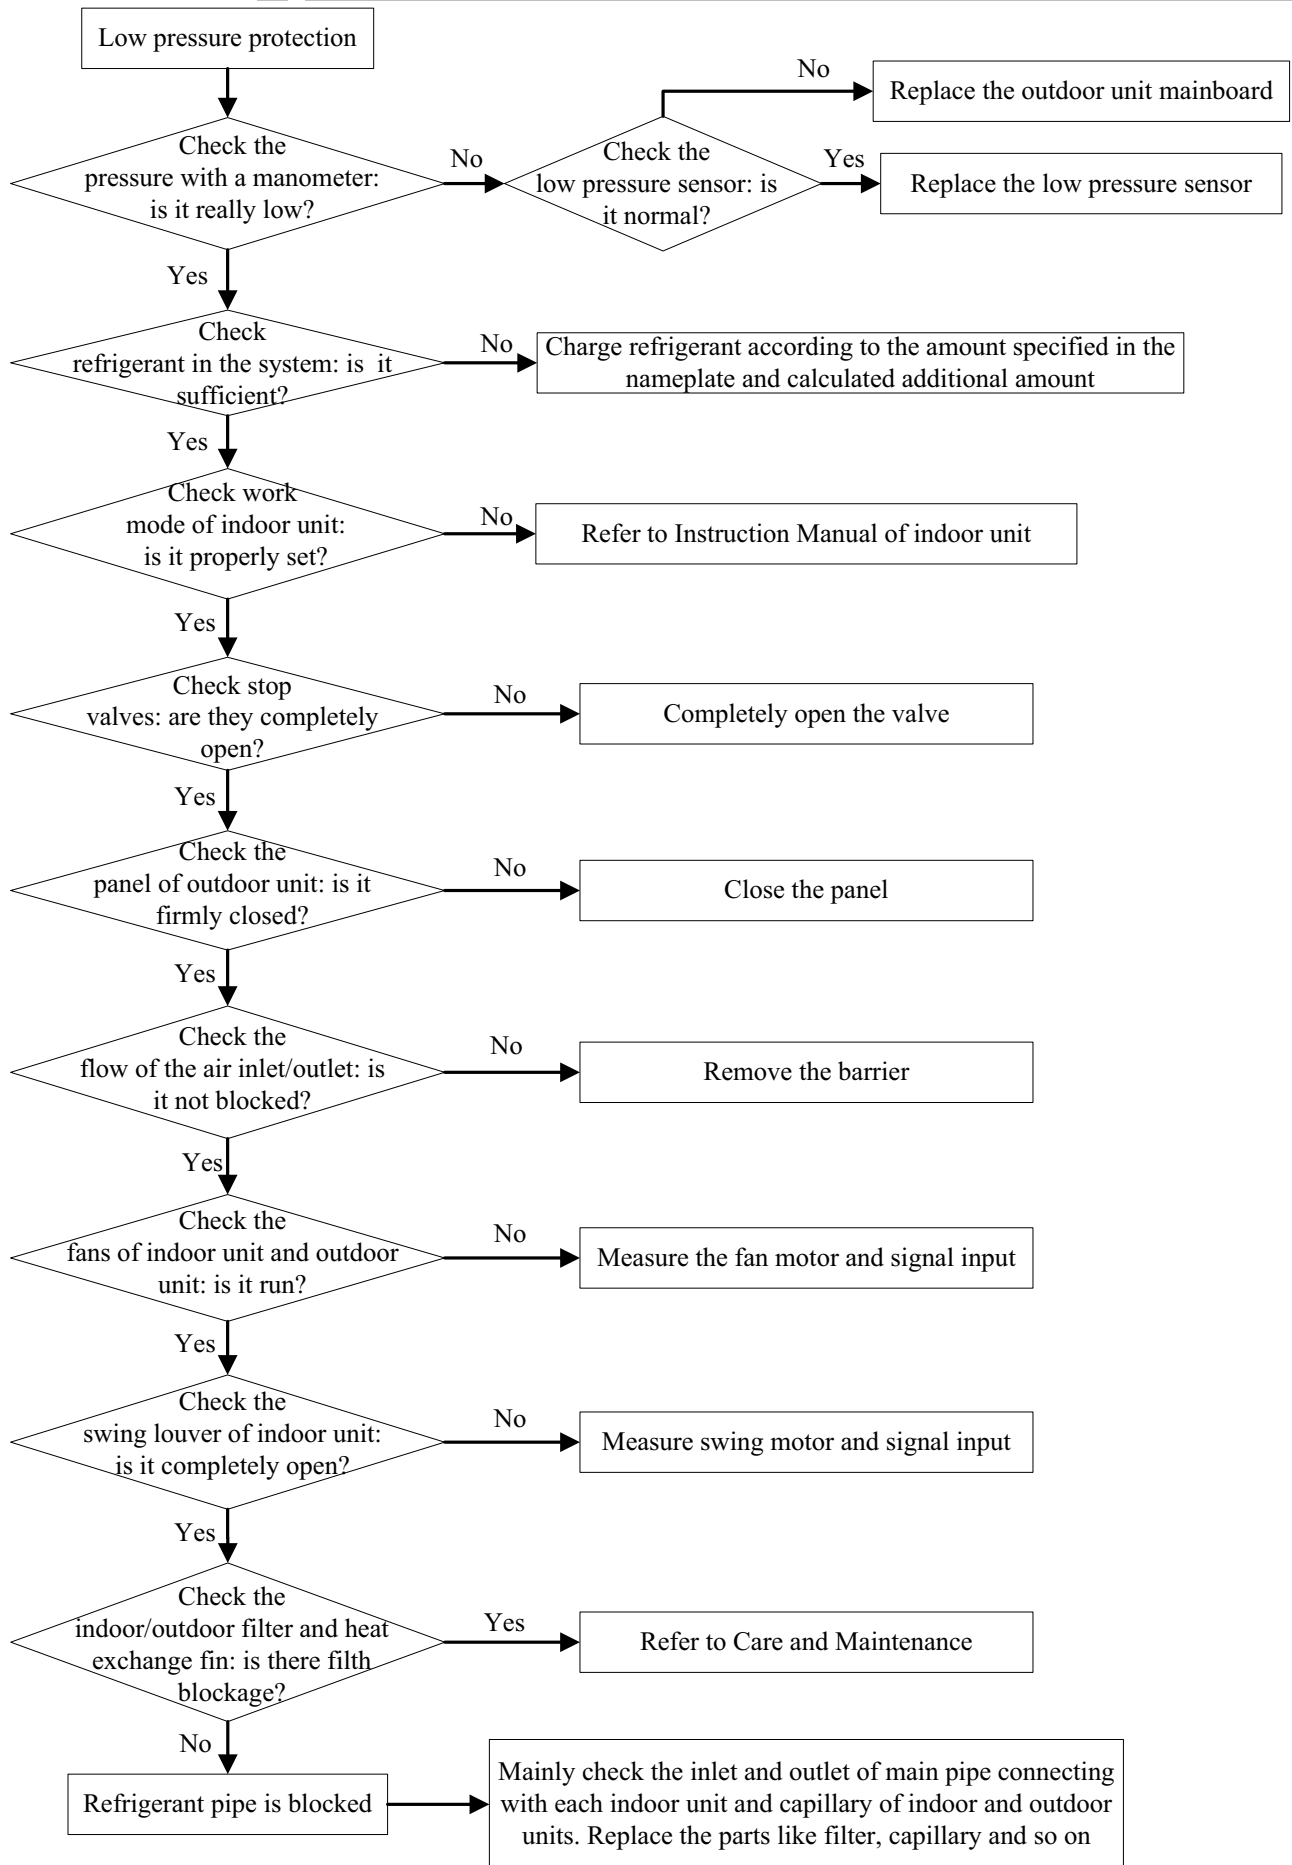 Low pressure protection
No
Replace the outdoor unit mainboard
Check the
pressure with a manometer:
is it really low?
No
Check the
low pressure sensor: is
it normal?
Yes
Replace the low pressure sensor
Yes
Check
refrigerant in the system: is it
sufficient?
No
Charge refrigerant according to the amount specified in the
nameplate and calculated additional amount
Yes
Check work
mode of indoor unit:
is it properly set?
No
Refer to Instruction Manual of indoor unit
Yes
Check stop
valves: are they completely
open?
No
Completely open the valve
Yes
Check the
panel of outdoor unit: is it
firmly closed?
No
Close the panel
Yes
Check the
flow of the air inlet/outlet: is
it not blocked?
No
Remove the barrier
Yes
Check the
fans of indoor unit and outdoor
unit: is it run?
No
Measure the fan motor and signal input
Yes
Check the
swing louver of indoor unit:
is it completely open?
No
Measure swing motor and signal input
Yes
Check the
indoor/outdoor filter and heat
exchange fin: is there filth
blockage?
Yes
Refer to Care and Maintenance
No
Refrigerant pipe is blocked
Mainly check the inlet and outlet of main pipe connecting
with each indoor unit and capillary of indoor and outdoor
units. Replace the parts like filter, capillary and so on